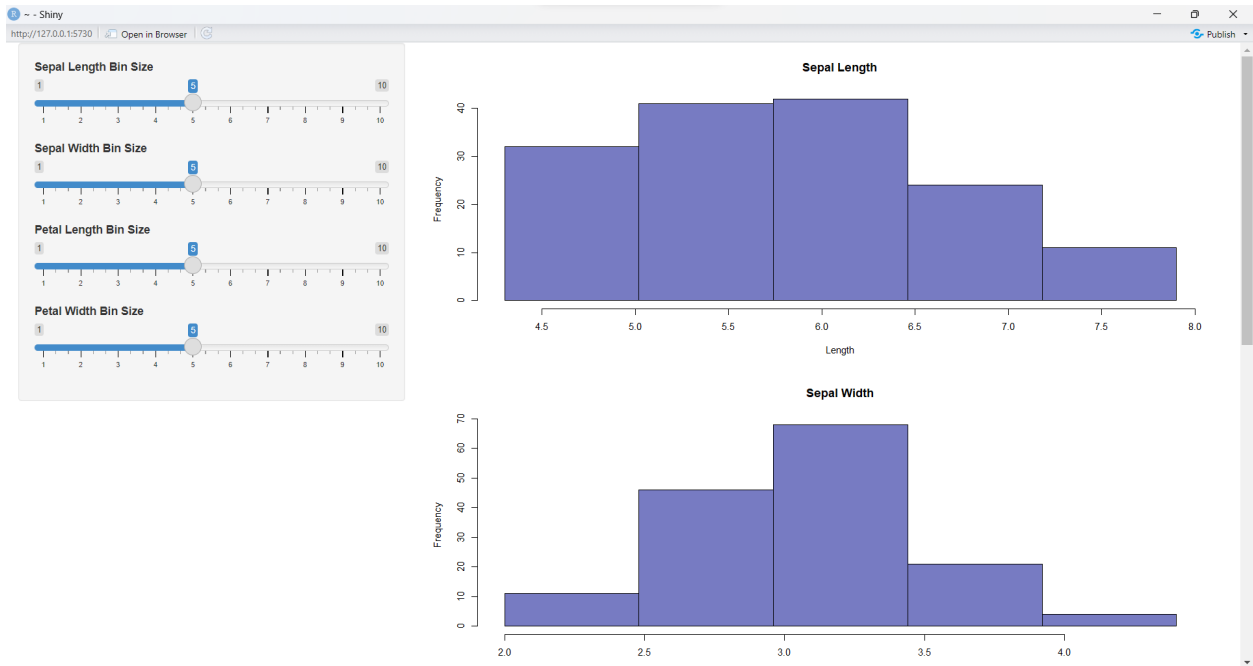 R ~ - Shiny
http://127.0.0.1:5730 Open in Browser Publish
Sepal Length Bin Size
1 5 10
1 2 3 4 5 6 7 8 9 10
Sepal Width Bin Size
1 5 10
1 2 3 4 5 6 7 8 9 10
Petal Length Bin Size
1 5 10
1 2 3 4 5 6 7 8 9 10
Petal Width Bin Size
1 5 10
1 2 3 4 5 6 7 8 9 10
Sepal Length
Frequency
40
30
20
10
0
4.5 5.0 5.5 6.0 6.5 7.0 7.5 8.0
Length
Sepal Width
Frequency
70
60
50
40
30
20
10
0
2.0 2.5 3.0 3.5 4.0